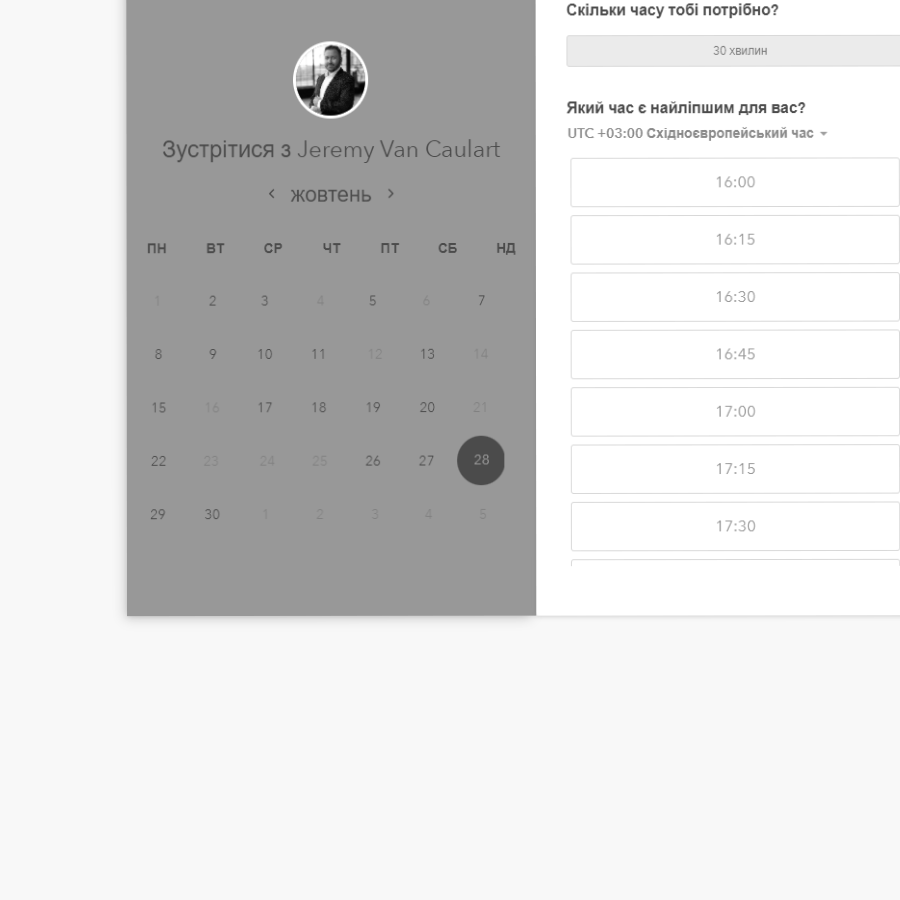 Зустрітися з Jeremy Van Caulart
жовтень
ПН ВТ СР ЧТ ПТ СБ НД
1 2 3 4 5 6 7
8 9 10 11 12 13 14
15 16 17 18 19 20 21
22 23 24 25 26 27 28
29 30 1 2 3 4 5
Скільки часу тобі потрібно?
30 хвилин
Який час є найліпшим для вас?
UTC +03:00 Східноєвропейський час
16:00
16:15
16:30
16:45
17:00
17:15
17:30